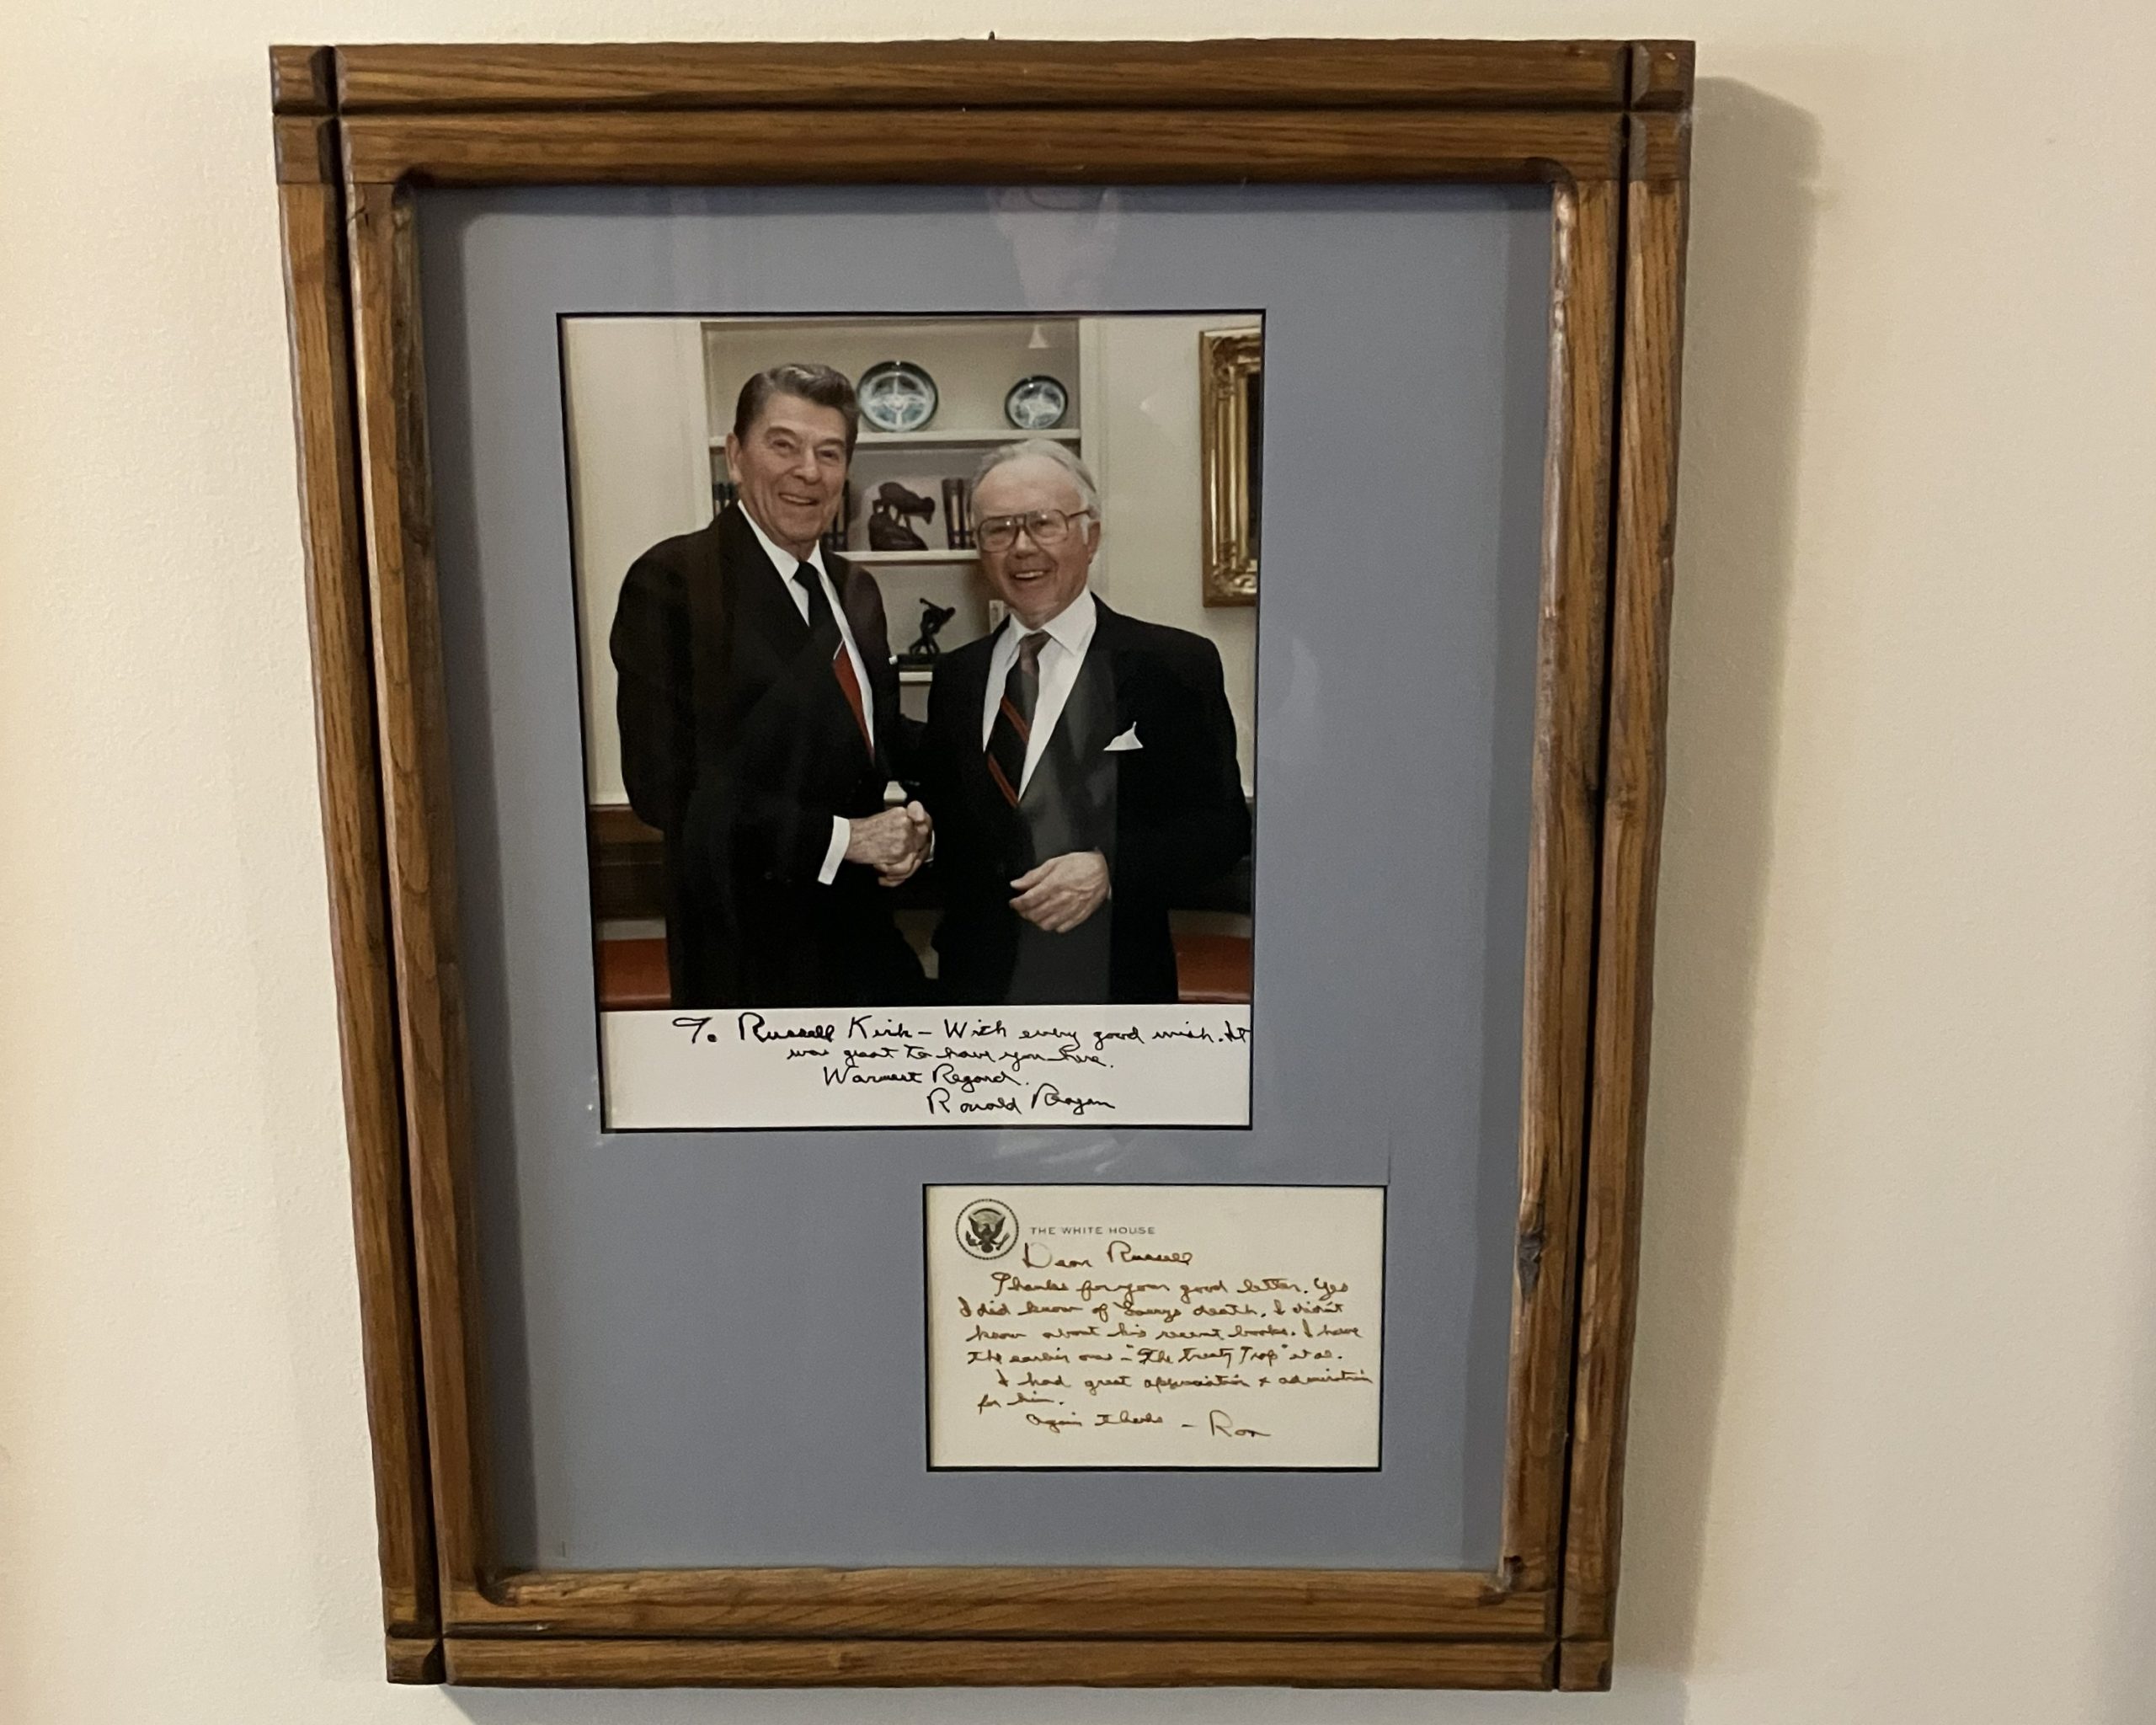 To Russell Kirk – With every good wish. It
was great to have you here.
Warmest Regard.
Ronald Reagan
THE WHITE HOUSE
Dear Russell
Thanks for your good letter. Yes
I did know of death. I didn't
know about his recent books. I have
the earlier one – "The Treaty Trap" et al.
I had great appreciation & admiration
for him.
Again thanks – Ron